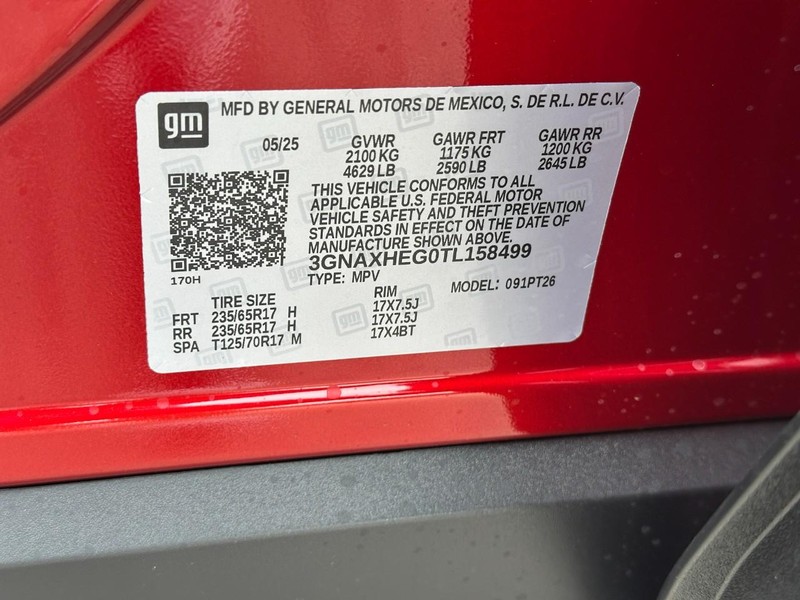 gm MFD BY GENERAL MOTORS DE MEXICO, S. DE R.L. DE C.V.
05/25 GVWR GAWR FRT GAWR RR
2100 KG 1175 KG 1200 KG
4629 LB 2590 LB 2645 LB
THIS VEHICLE CONFORMS TO ALL
APPLICABLE U.S. FEDERAL MOTOR
VEHICLE SAFETY AND THEFT PREVENTION
STANDARDS IN EFFECT ON THE DATE OF
MANUFACTURE SHOWN ABOVE.
3GNAXHEG0TL158499
170H
TYPE: MPV MODEL: 091PT26
TIRE SIZE RIM
FRT 235/65R17 H 17X7.5J
RR 235/65R17 H 17X7.5J
SPA T125/70R17 M 17X4BT